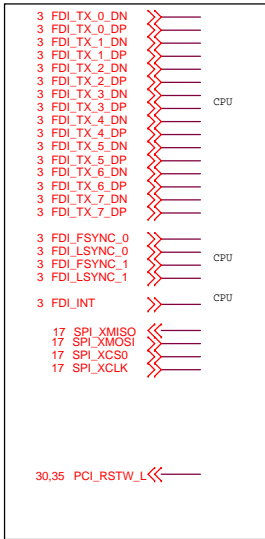 3 FDI_TX_0_DN
3 FDI_TX_0_DP
3 FDI_TX_1_DN
3 FDI_TX_1_DP
3 FDI_TX_2_DN
3 FDI_TX_2_DP
3 FDI_TX_3_DN
3 FDI_TX_3_DP CPU
3 FDI_TX_4_DN
3 FDI_TX_4_DP
3 FDI_TX_5_DN
3 FDI_TX_5_DP
3 FDI_TX_6_DN
3 FDI_TX_6_DP
3 FDI_TX_7_DN
3 FDI_TX_7_DP
3 FDI_FSYNC_0
3 FDI_LSYNC_0 CPU
3 FDI_FSYNC_1
3 FDI_LSYNC_1
3 FDI_INT CPU
17 SPI_XMISO
17 SPI_XMOSI
17 SPI_XCS0
17 SPI_XCLK
30,35 PCI_RSTW_L